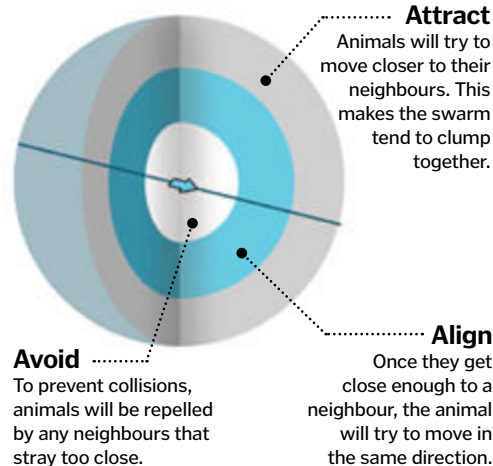 Attract
Animals will try to
move closer to their
neighbours. This
makes the swarm
tend to clump
together.
Avoid
To prevent collisions,
animals will be repelled
by any neighbours that
stray too close.
Align
Once they get
close enough to a
neighbour, the animal
will try to move in
the same direction.